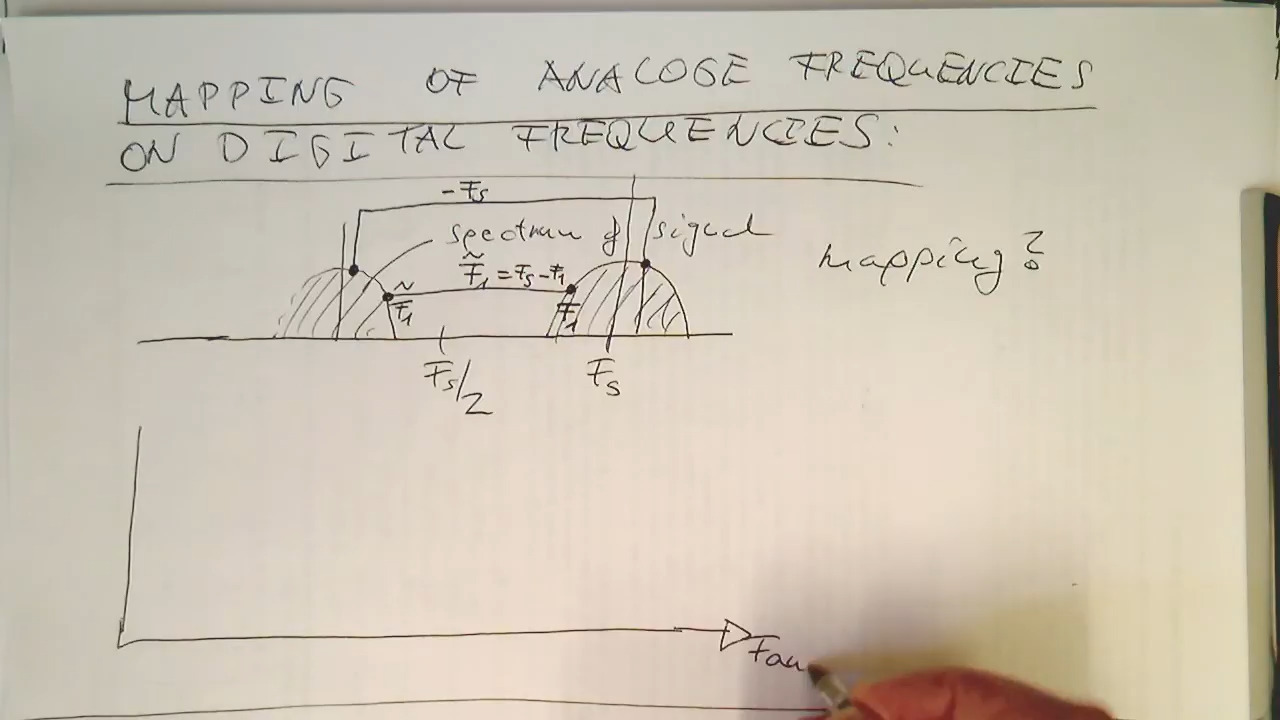 MAPPING OF ANALOGE FREQUENCIES
ON DIGITAL FREQUENCIES:
-Fs
spectrum of signal
mapping?
F̃1 = Fs - F1
F̃1
F1
Fs/2
Fs
Fan